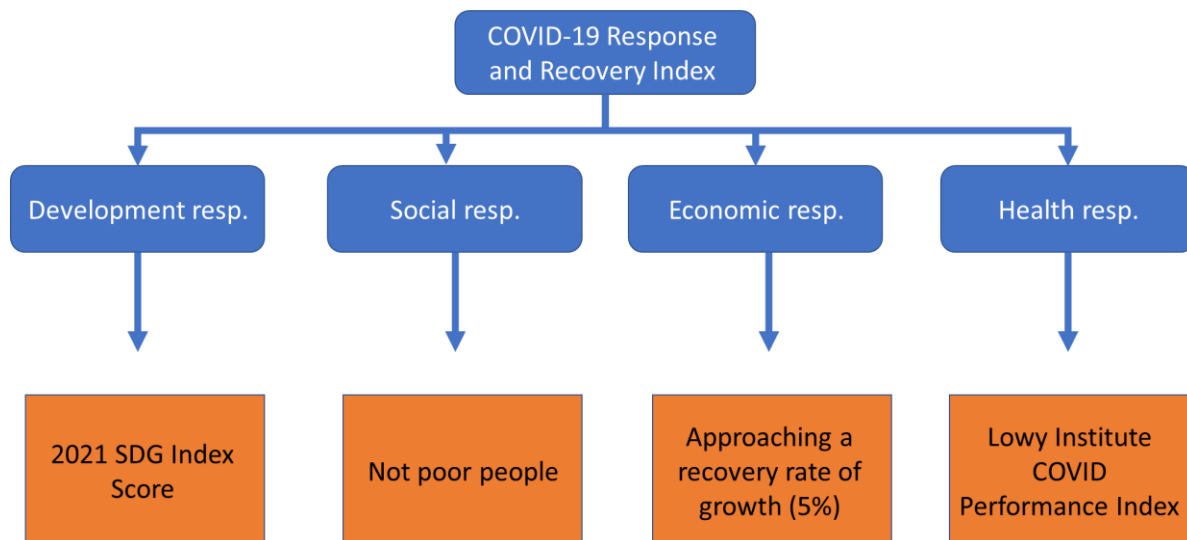 COVID-19 Response
and Recovery Index
Development resp.
Social resp.
Economic resp.
Health resp.
2021 SDG Index
Score
Not poor people
Approaching a
recovery rate of
growth (5%)
Lowy Institute
COVID
Performance Index